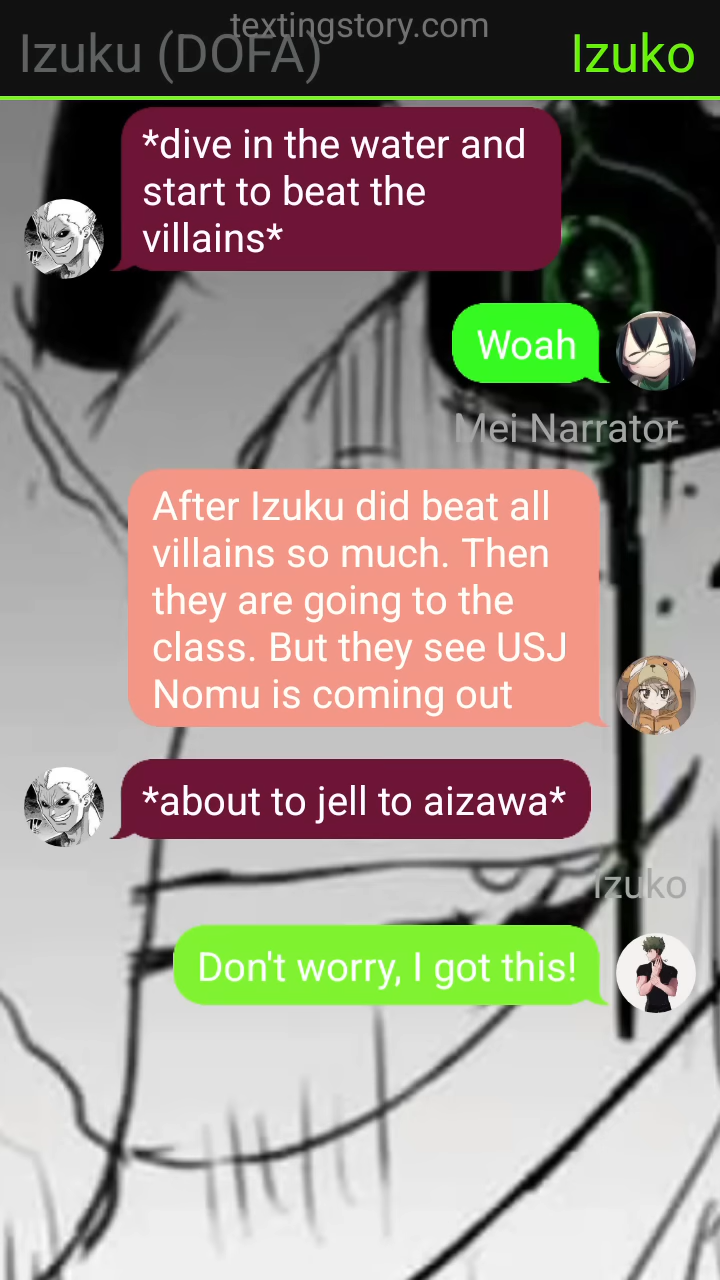 textingstory.com
Izuku (DOFA)
Izuko
*dive in the water and
start to beat the
villains*
Woah
Mei Narrator
After Izuku did beat all
villains so much. Then
they are going to the
class. But they see USJ
Nomu is coming out
*about to jell to aizawa*
Izuko
Don't worry, I got this!